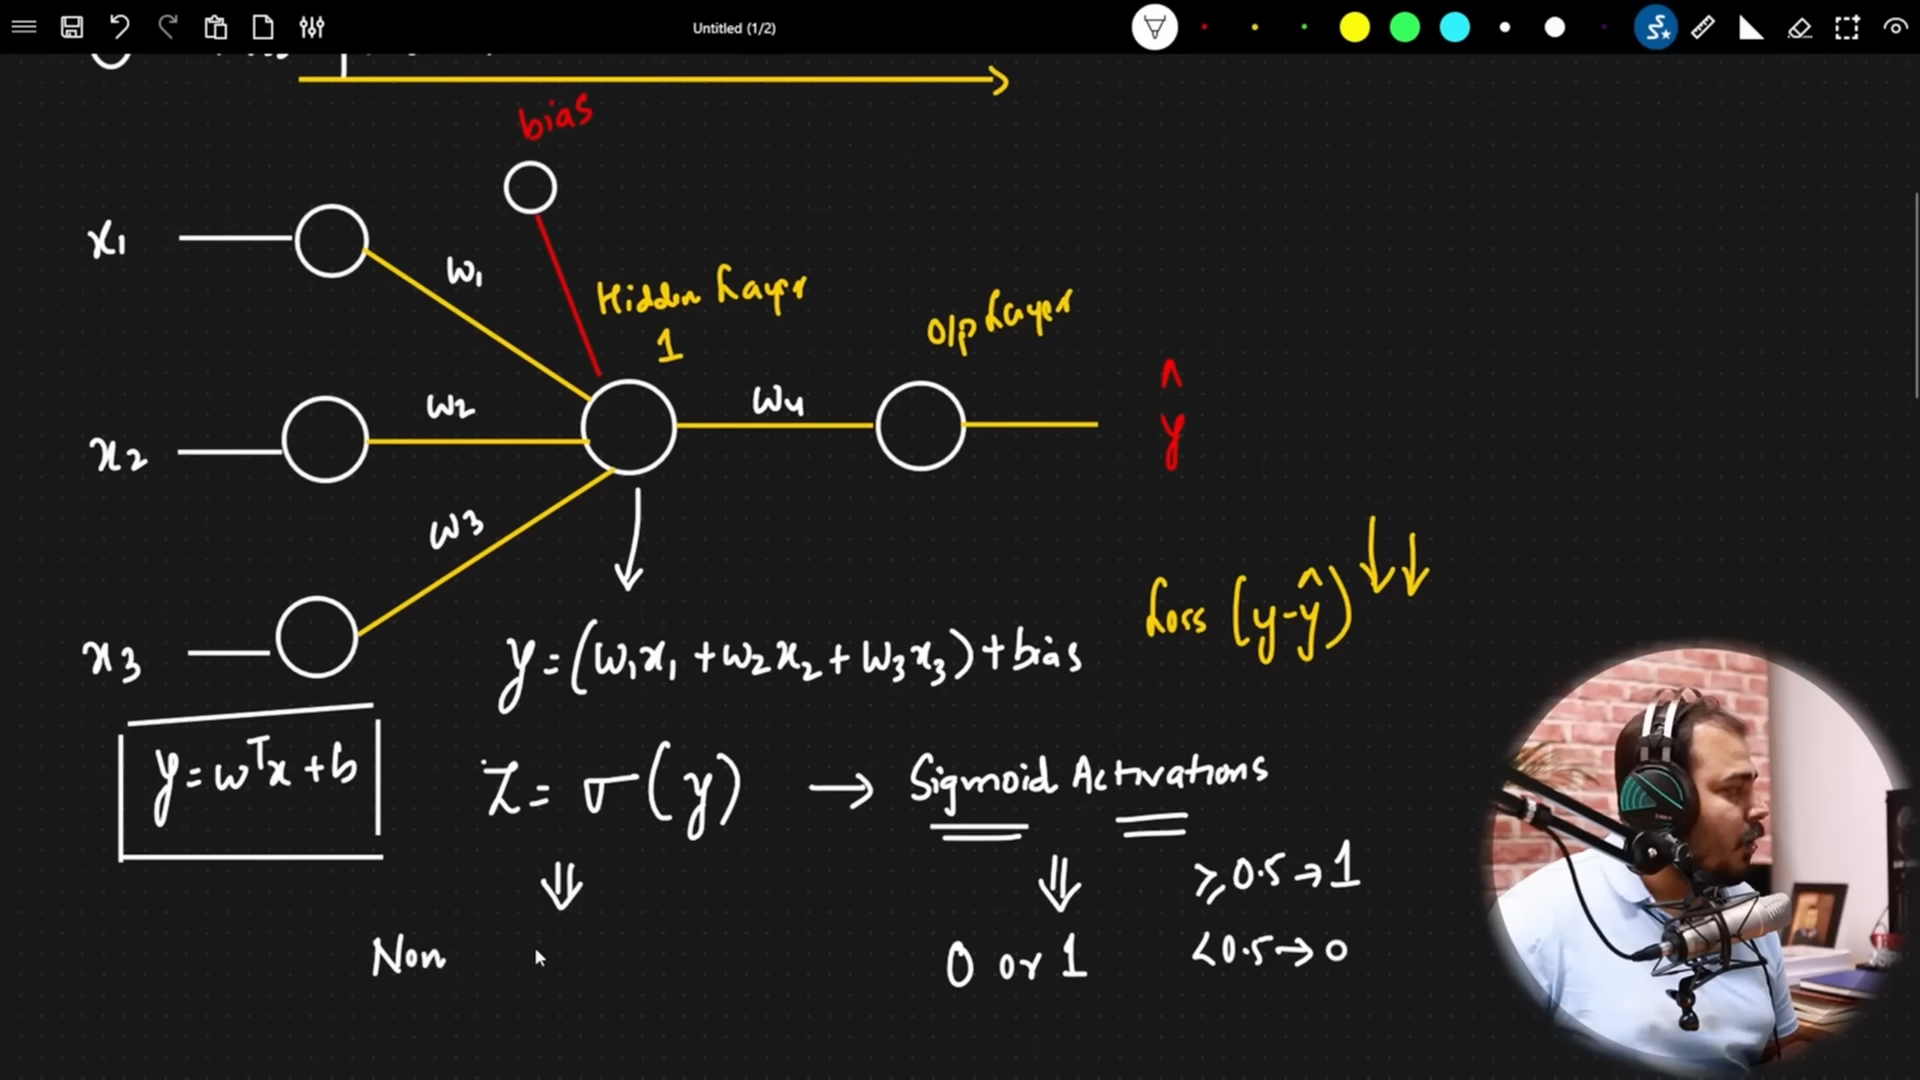 Untitled (1/2)
bias
x1
w1
Hidden Layer
1
O/p Layer
w2
w4
ŷ
x2
w3
Loss (y-ŷ) ↓↓
x3
y=(w1x1+w2x2+w3x3)+bias
y=wᵀx+b
Z= σ(y) → Sigmoid Activations
≥0.5→1
Non
0 or 1
<0.5→0